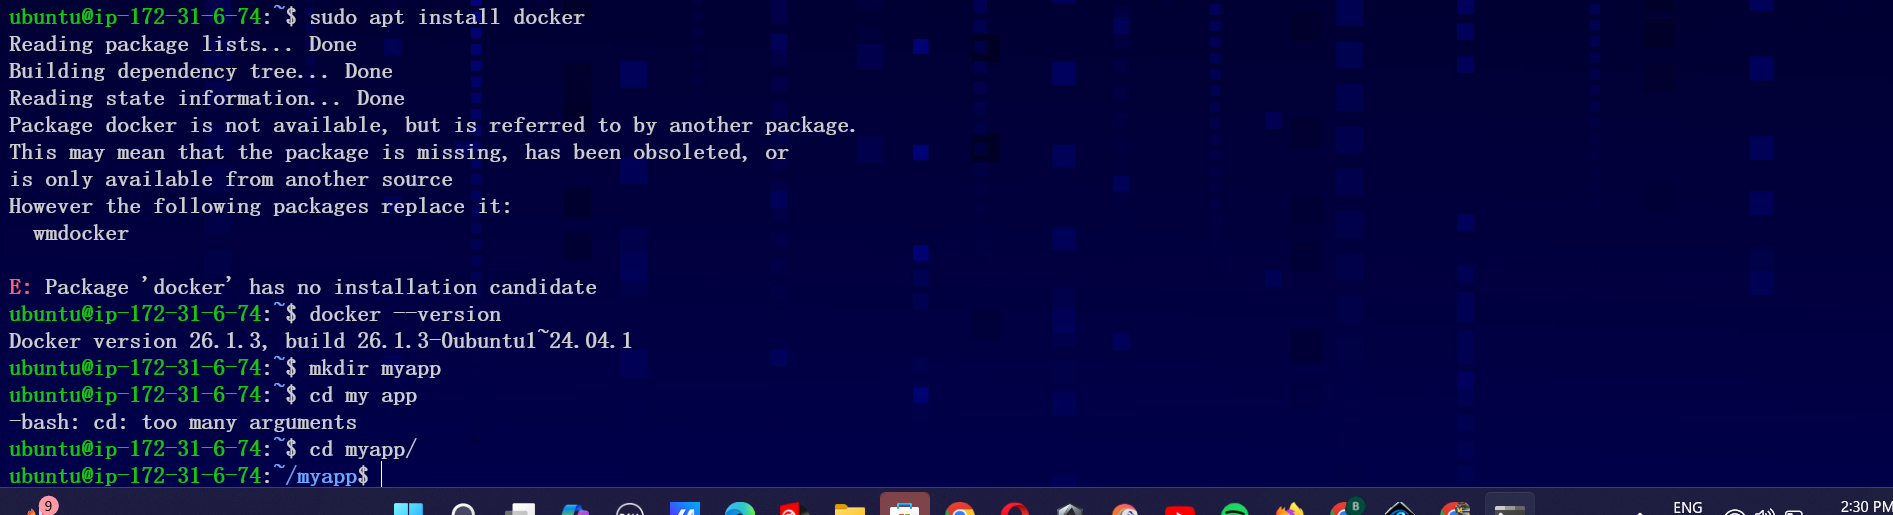 ubuntu@ip-172-31-6-74:~$ sudo apt install docker
Reading package lists... Done
Building dependency tree... Done
Reading state information... Done
Package docker is not available, but is referred to by another package.
This may mean that the package is missing, has been obsoleted, or
is only available from another source
However the following packages replace it:
  wmdocker

E: Package 'docker' has no installation candidate
ubuntu@ip-172-31-6-74:~$ docker --version
Docker version 26.1.3, build 26.1.3-0ubuntu1~24.04.1
ubuntu@ip-172-31-6-74:~$ mkdir myapp
ubuntu@ip-172-31-6-74:~$ cd my app
-bash: cd: too many arguments
ubuntu@ip-172-31-6-74:~$ cd myapp/
ubuntu@ip-172-31-6-74:~/myapp$
9
B
ENG
2:30 PM